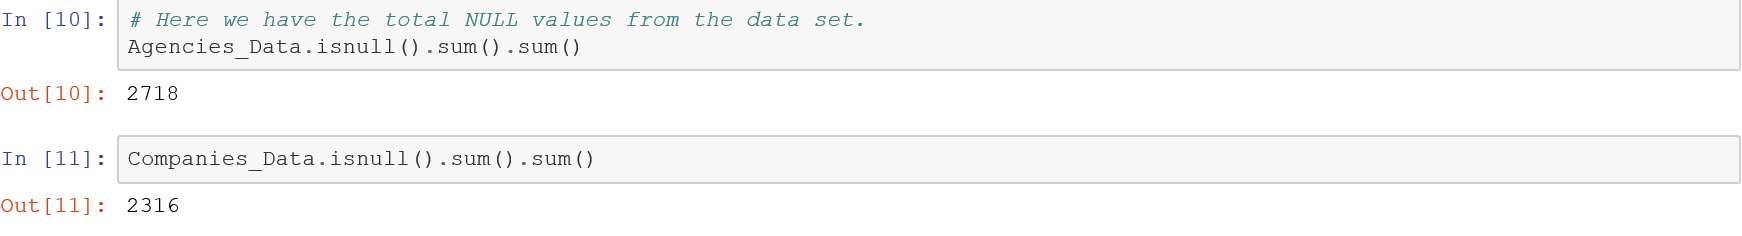 In [10]: # Here we have the total NULL values from the data set.
Agencies_Data.isnull().sum().sum()
Out[10]: 2718
In [11]: Companies_Data.isnull().sum().sum()
Out[11]: 2316